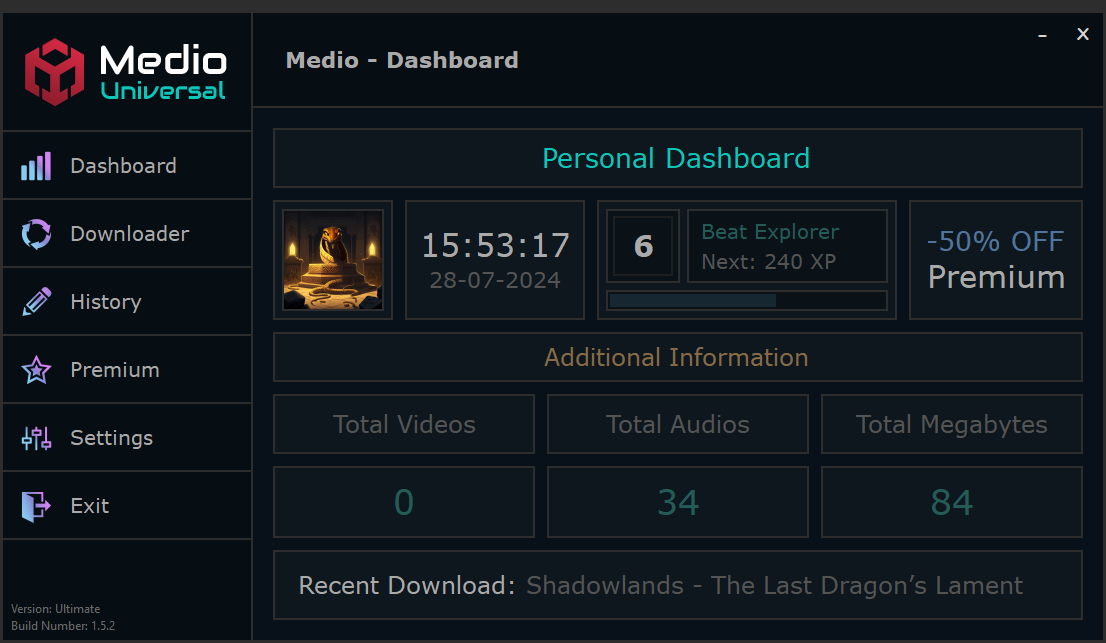 Medio
Universal
Medio - Dashboard
Dashboard
Downloader
History
Premium
Settings
Exit
Version: Ultimate
Build Number: 1.5.2
Personal Dashboard
15:53:17
28-07-2024
6
Beat Explorer
Next: 240 XP
-50% OFF
Premium
Additional Information
Total Videos
Total Audios
Total Megabytes
0
34
84
Recent Download: Shadowlands - The Last Dragon’s Lament